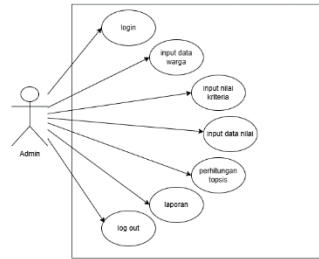 login
input data
warga
input nilai
kriteria
input data nilai
Admin
perhitungan
topsis
laporan
log out